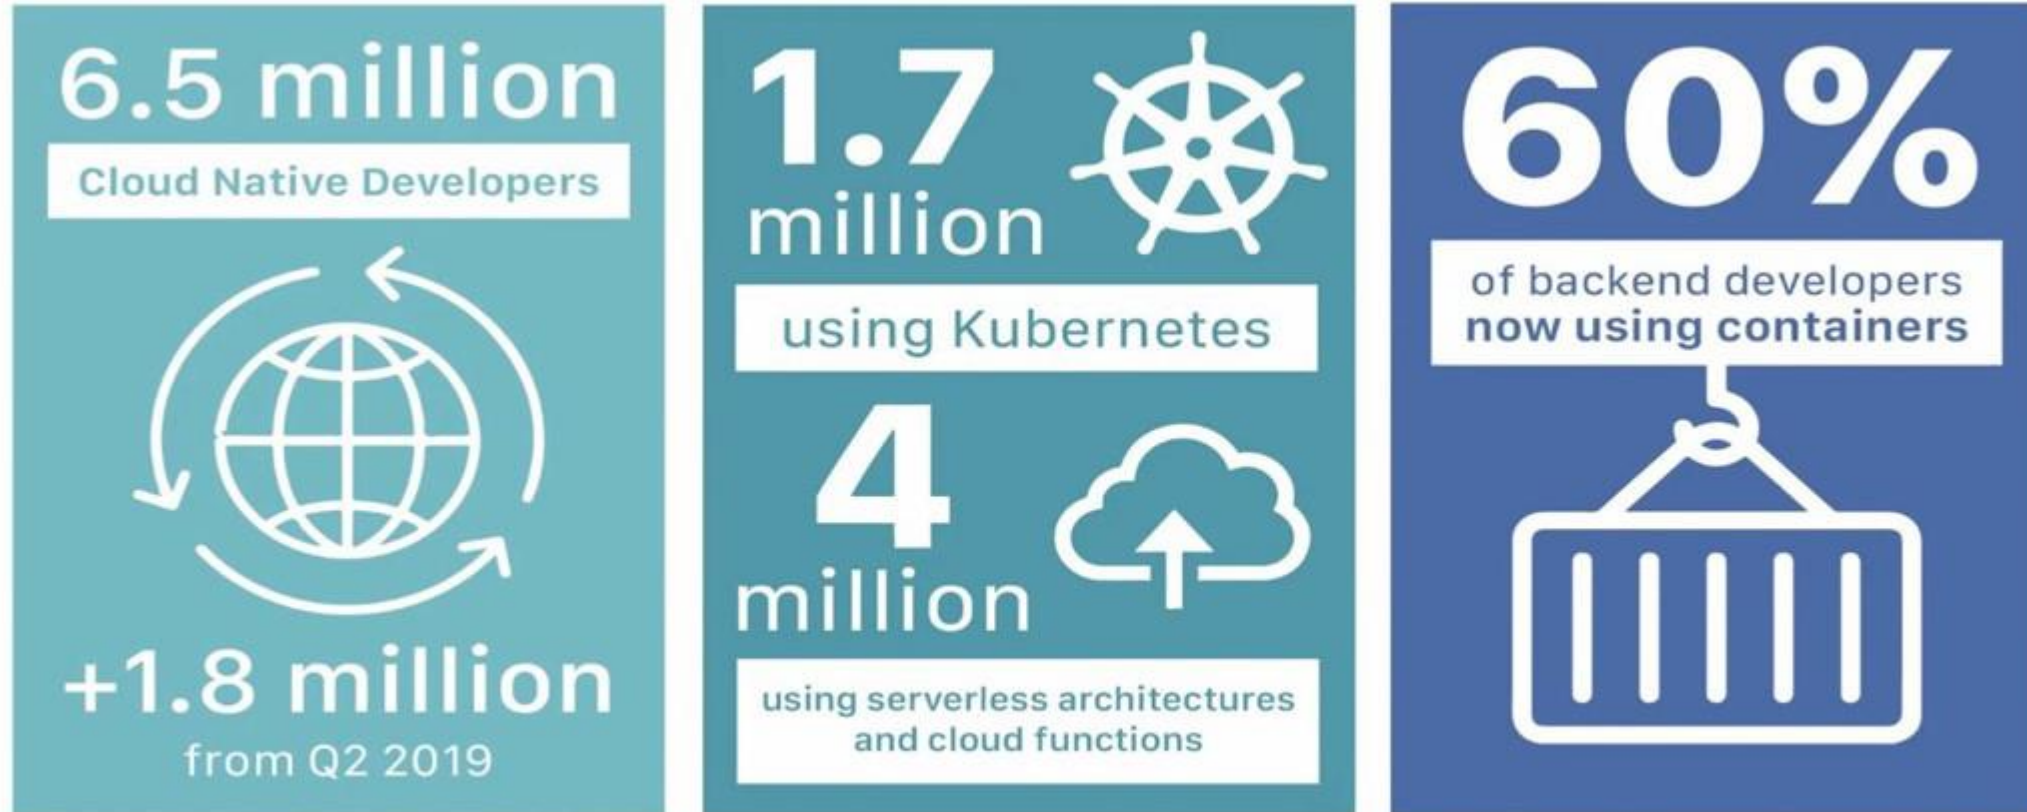 6.5 million
Cloud Native Developers
+1.8 million
from Q2 2019
1.7
million
using Kubernetes
4
million
using serverless architectures
and cloud functions
60%
of backend developers
now using containers